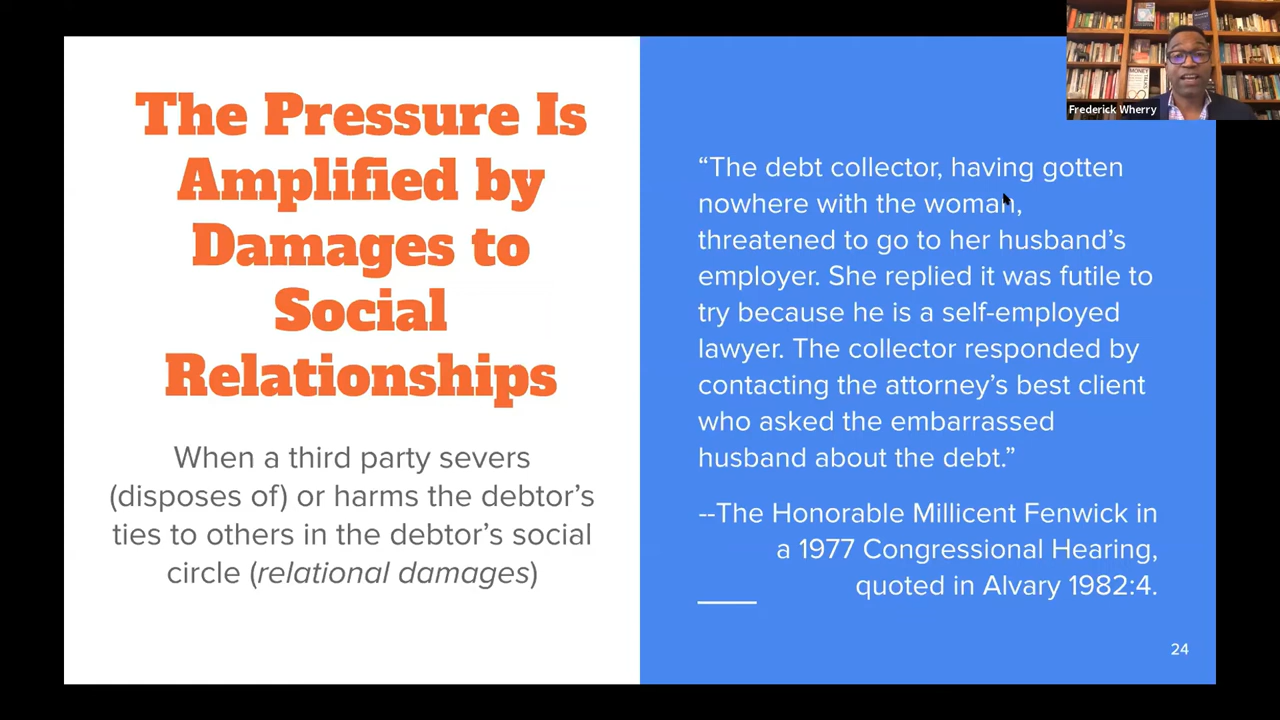 The Pressure Is
Amplified by
Damages to
Social
Relationships
When a third party severs
(disposes of) or harms the debtor’s
ties to others in the debtor’s social
circle (relational damages)
“The debt collector, having gotten
nowhere with the woman,
threatened to go to her husband’s
employer. She replied it was futile to
try because he is a self-employed
lawyer. The collector responded by
contacting the attorney’s best client
who asked the embarrassed
husband about the debt.”
--The Honorable Millicent Fenwick in
a 1977 Congressional Hearing,
quoted in Alvary 1982:4.
24
Frederick Wherry
MONEY